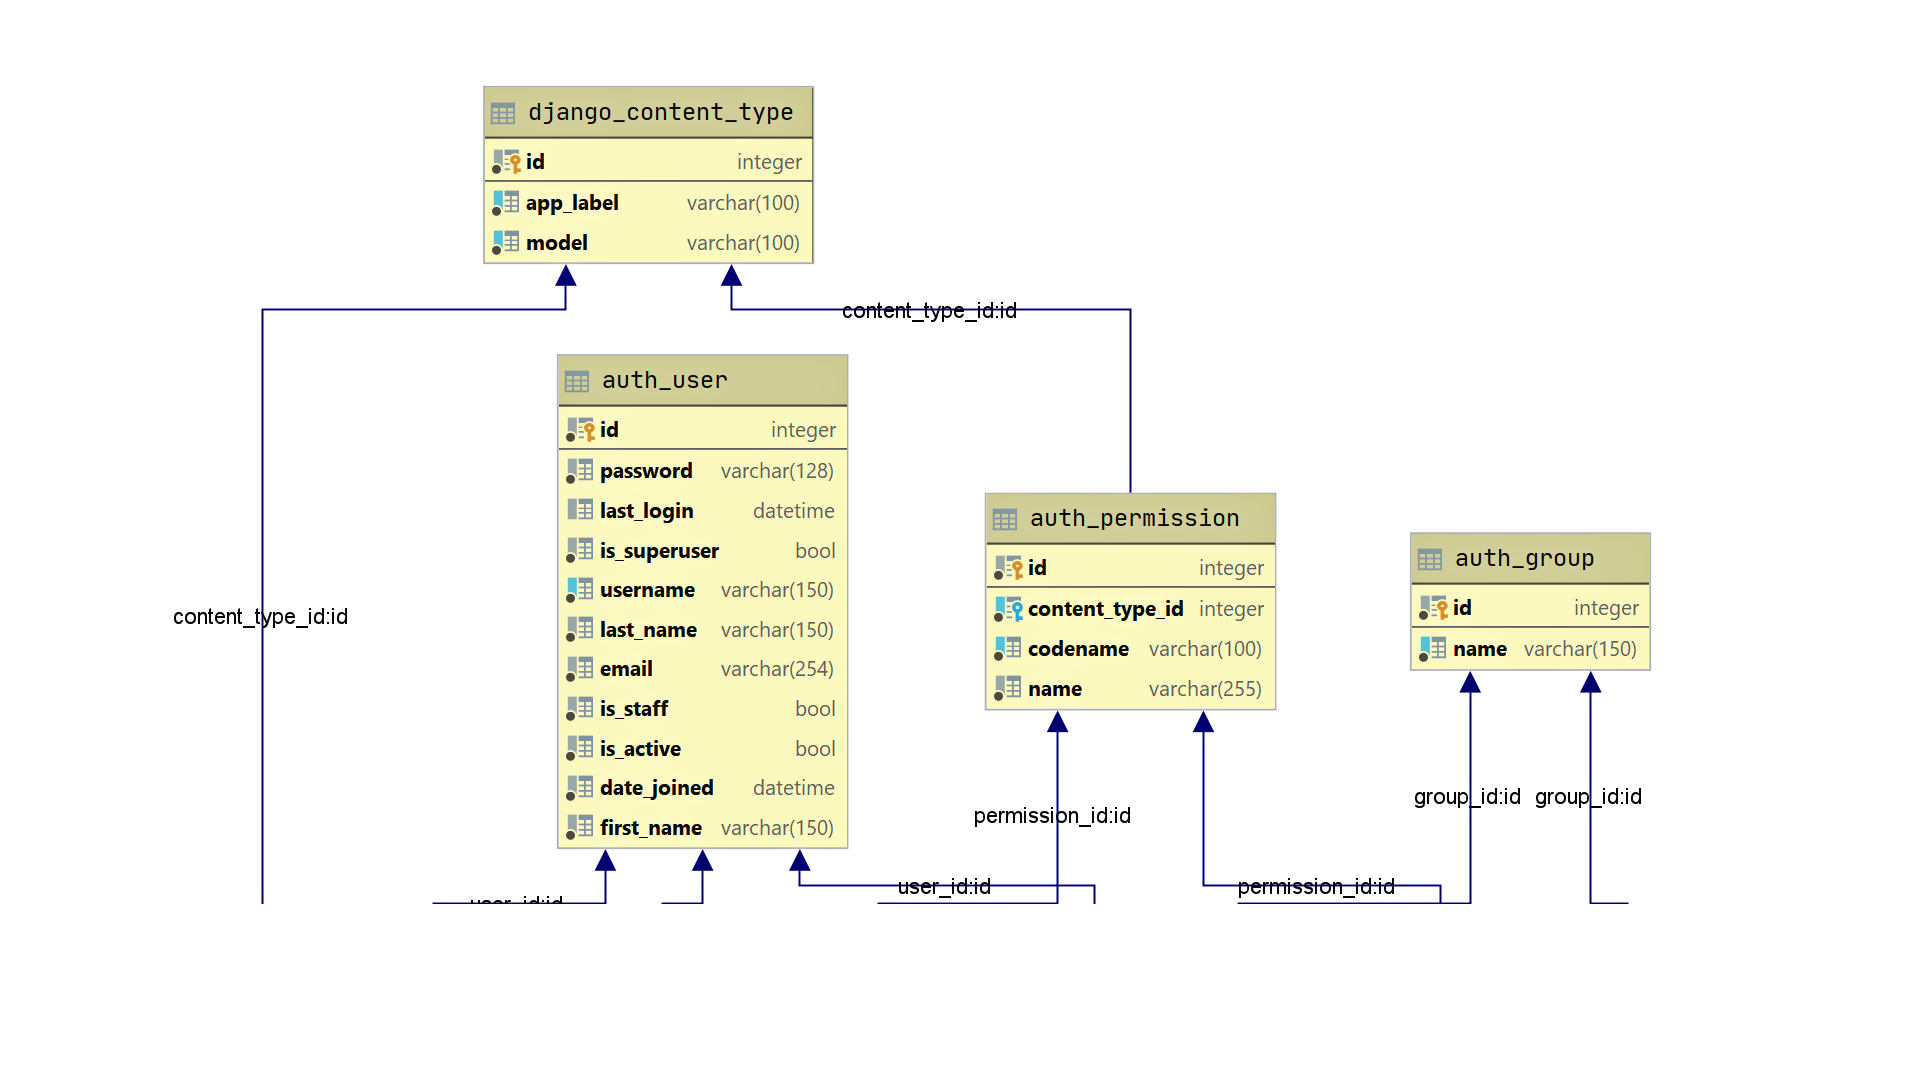 django_content_type
id integer
app_label varchar(100)
model varchar(100)
content_type_id:id
auth_user
id integer
password varchar(128)
last_login datetime
is_superuser bool
username varchar(150)
last_name varchar(150)
email varchar(254)
is_staff bool
is_active bool
date_joined datetime
first_name varchar(150)
content_type_id:id
auth_permission
id integer
content_type_id integer
codename varchar(100)
name varchar(255)
auth_group
id integer
name varchar(150)
permission_id:id
group_id:id
group_id:id
user_id:id
user_id:id
permission_id:id